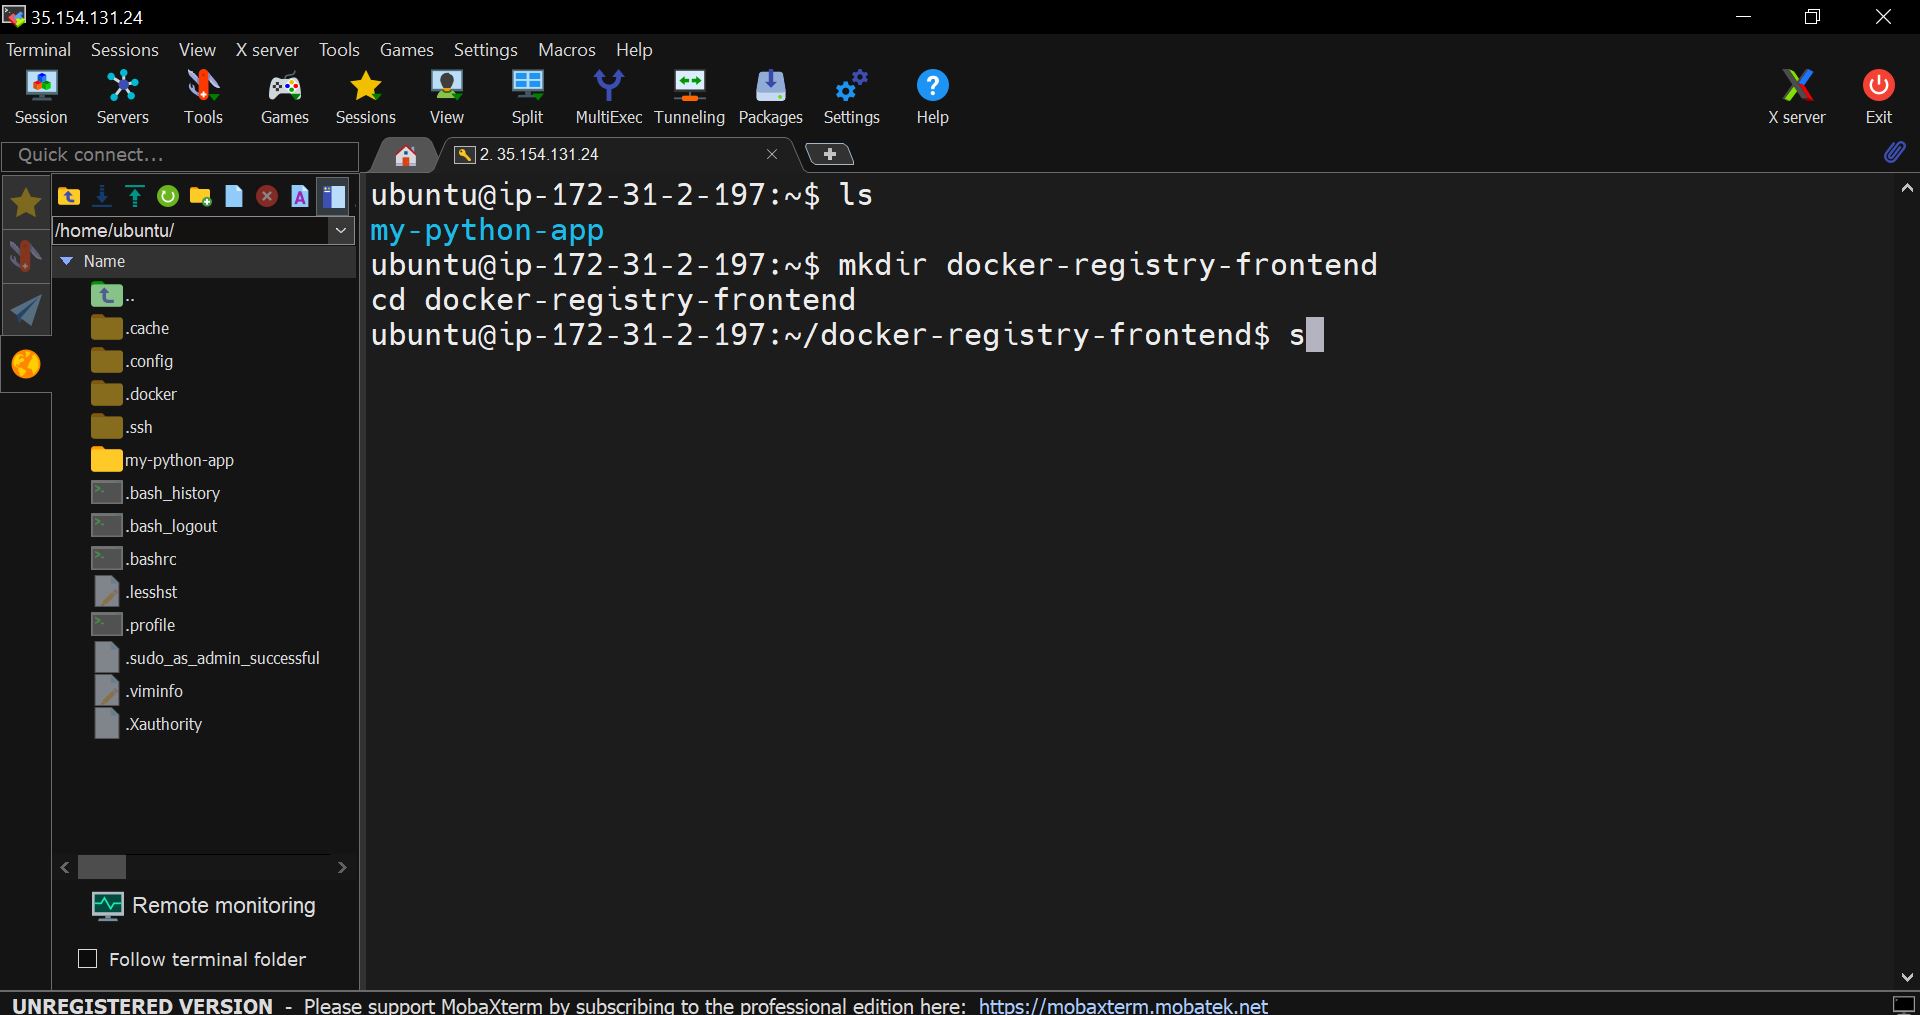 35.154.131.24
Terminal Sessions View X server Tools Games Settings Macros Help
Session Servers Tools Games Sessions View Split MultiExec Tunneling Packages Settings Help X server Exit
Quick connect...
2. 35.154.131.24
/home/ubuntu/
Name
..
.cache
.config
.docker
.ssh
my-python-app
.bash_history
.bash_logout
.bashrc
.lesshst
.profile
.sudo_as_admin_successful
.viminfo
.Xauthority
Remote monitoring
Follow terminal folder
ubuntu@ip-172-31-2-197:~$ ls
my-python-app
ubuntu@ip-172-31-2-197:~$ mkdir docker-registry-frontend
cd docker-registry-frontend
ubuntu@ip-172-31-2-197:~/docker-registry-frontend$ s
UNREGISTERED VERSION - Please support MobaXterm by subscribing to the professional edition here: https://mobaxterm.mobatek.net